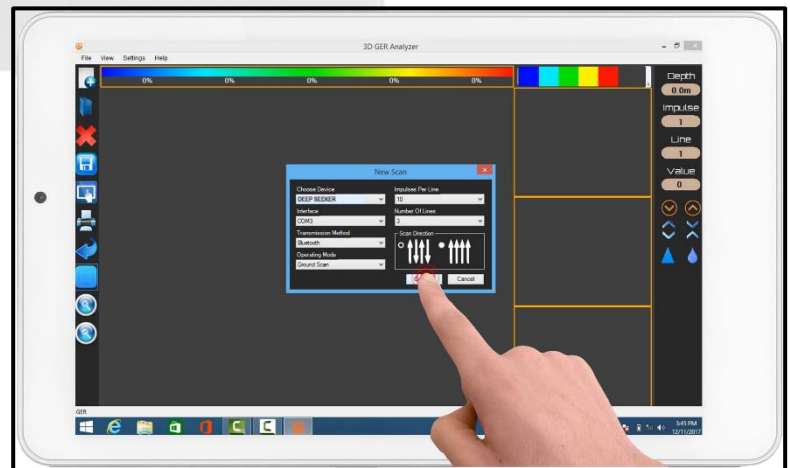 3D GER Analyzer
File View Settings Help
0% 0% 0% 0% 0%
Depth
0.0m
Impulse
1
Line
1
Value
0
New Scan
Choose Device
DEEP SEEKER
Interface
COM3
Transmission Method
Bluetooth
Operating Mode
Ground Scan
Impulses Per Line
10
Number Of Lines
3
Scan Direction
Cancel
GER
5:45 PM
12/11/2017